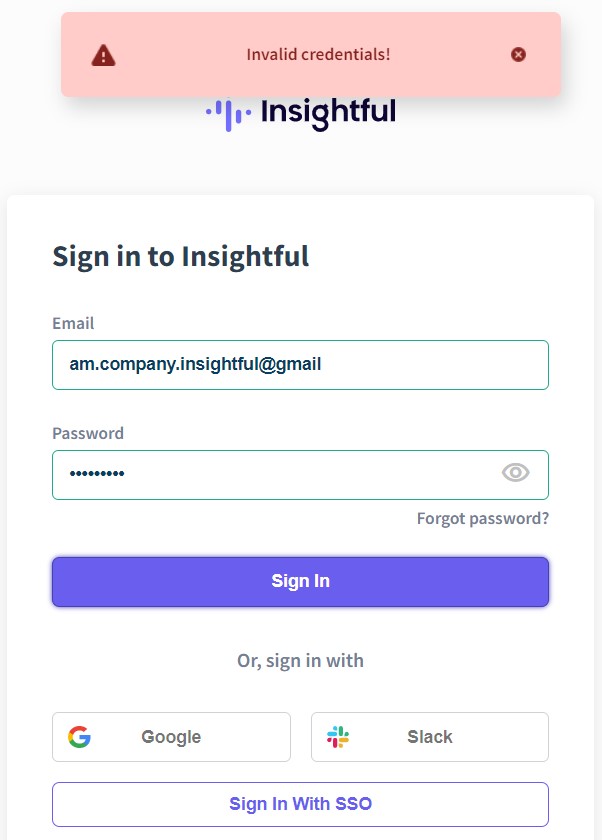 Invalid credentials!
Insightful
Sign in to Insightful
Email
am.company.insightful@gmail
Password
•••••••••
Forgot password?
Sign In
Or, sign in with
Google
Slack
Sign In With SSO